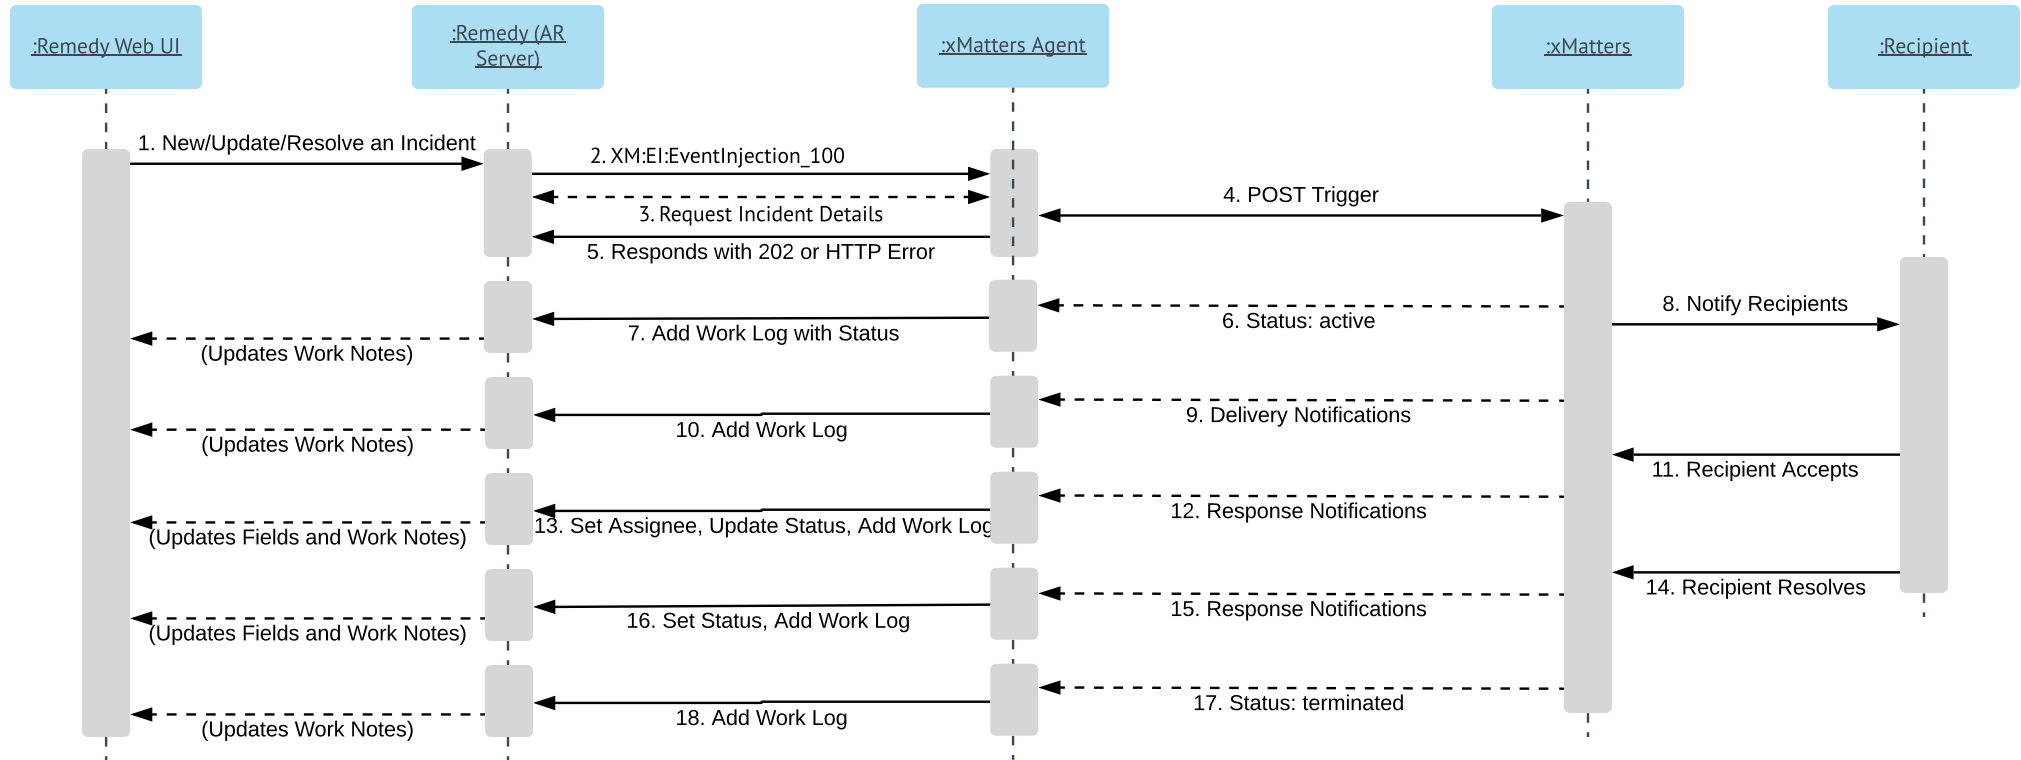 :Remedy Web UI
:Remedy (AR
Server)
:xMatters Agent
:xMatters
:Recipient
1. New/Update/Resolve an Incident
2. XM:EI:EventInjection_100
3. Request Incident Details
4. POST Trigger
5. Responds with 202 or HTTP Error
6. Status: active
7. Add Work Log with Status
(Updates Work Notes)
8. Notify Recipients
9. Delivery Notifications
10. Add Work Log
(Updates Work Notes)
11. Recipient Accepts
12. Response Notifications
13. Set Assignee, Update Status, Add Work Log
(Updates Fields and Work Notes)
14. Recipient Resolves
15. Response Notifications
16. Set Status, Add Work Log
(Updates Fields and Work Notes)
17. Status: terminated
18. Add Work Log
(Updates Work Notes)